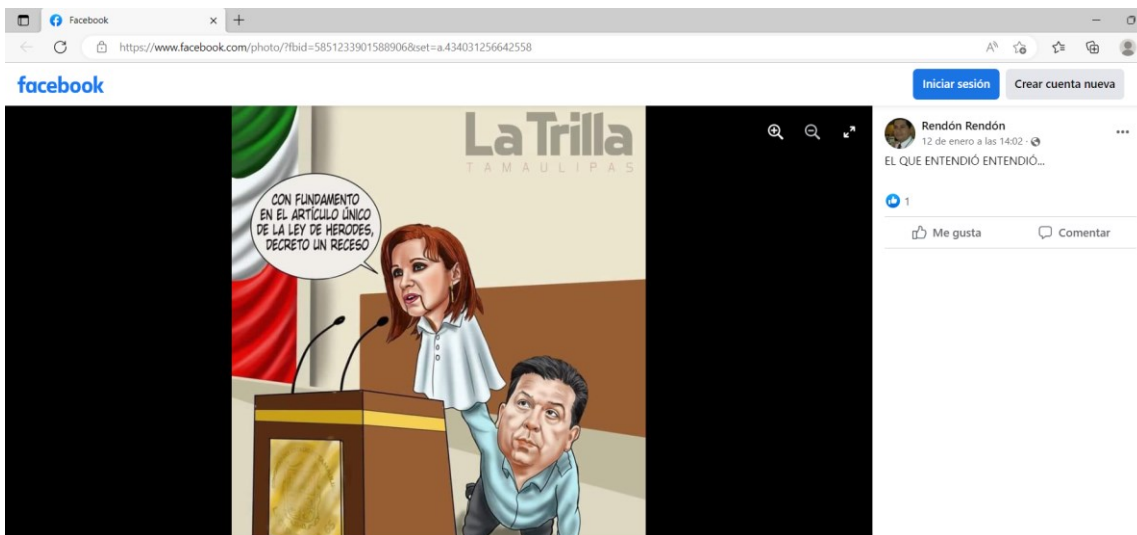 Facebook
https://www.facebook.com/photo/?fbid=585123390158890&set=a.434031256642558
facebook
Iniciar sesión
Crear cuenta nueva
La Trilla
TAMAULIPAS
CON FUNDAMENTO
EN EL ARTÍCULO ÚNICO
DE LA LEY DE HERODES,
DECRETO UN RECESO
Rendón Rendón
12 de enero a las 14:02 ·
EL QUE ENTENDIÓ ENTENDIÓ...
1
Me gusta
Comentar